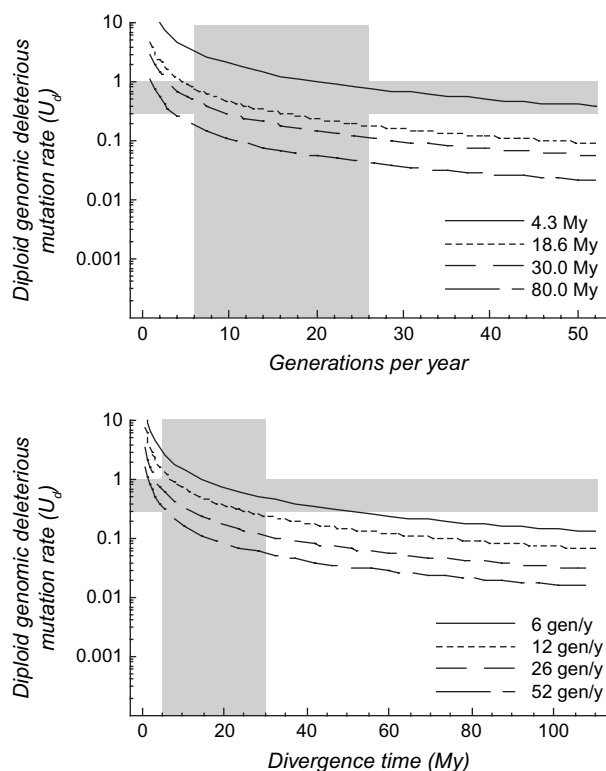 Diploid genomic deleterious
mutation rate (U_d)
10
1
0.1
0.01
0.001
4.3 My
18.6 My
30.0 My
80.0 My
0 10 20 30 40 50
Generations per year
Diploid genomic deleterious
mutation rate (U_d)
10
1
0.1
0.01
0.001
6 gen/y
12 gen/y
26 gen/y
52 gen/y
0 20 40 60 80 100
Divergence time (My)